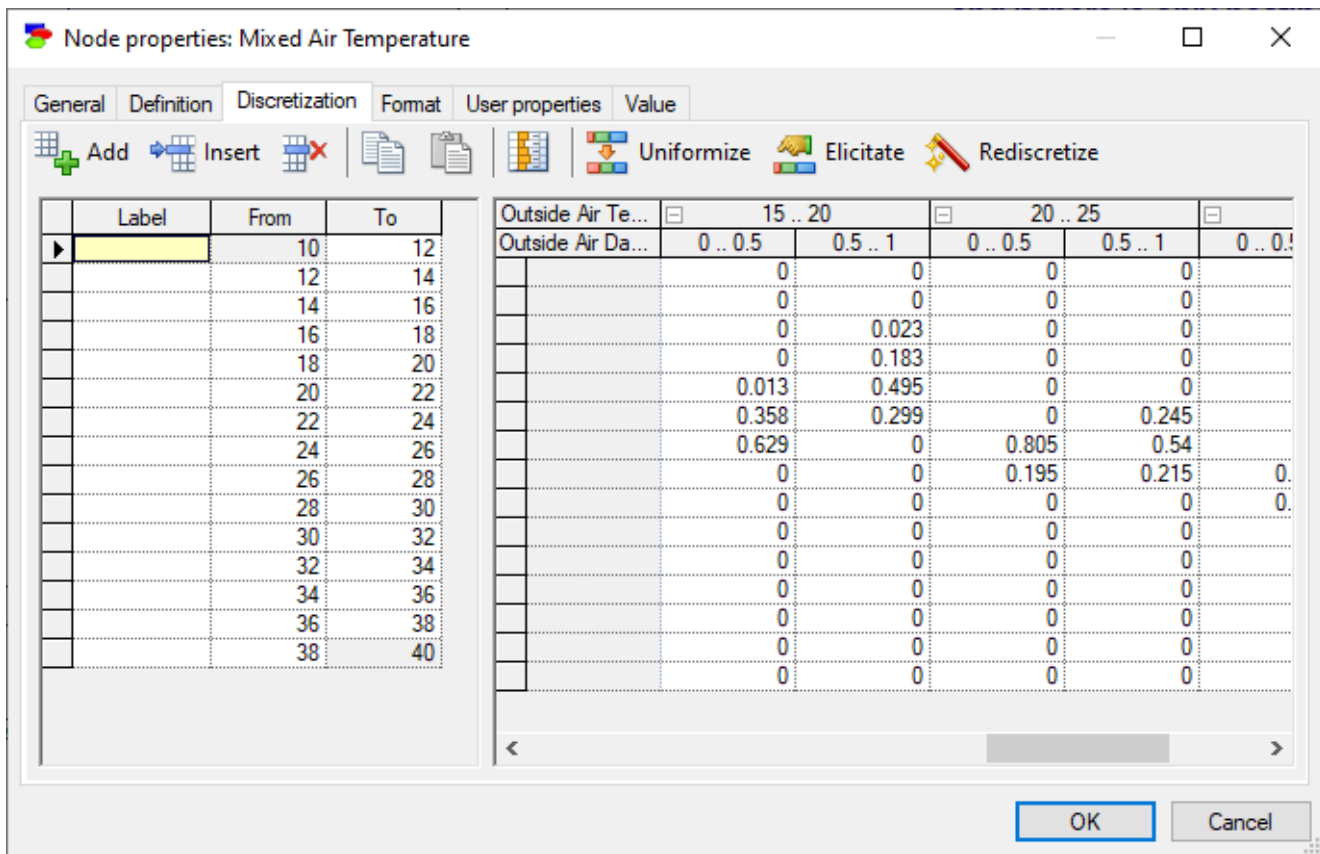 Node properties: Mixed Air Temperature
General Definition Discretization Format User properties Value
Add Insert Uniformize Elicitate Rediscretize
Label From To
10 12
12 14
14 16
16 18
18 20
20 22
22 24
24 26
26 28
28 30
30 32
32 34
34 36
36 38
38 40
Outside Air Te... 15 .. 20 20 .. 25
Outside Air Da... 0 .. 0.5 0.5 .. 1 0 .. 0.5 0.5 .. 1 0 .. 0.5
0 0 0 0
0 0 0 0
0 0.023 0 0
0 0.183 0 0
0.013 0.495 0 0
0.358 0.299 0 0.245
0.629 0 0.805 0.54
0 0 0.195 0.215 0.
0 0 0 0 0.
0 0 0 0
0 0 0 0
0 0 0 0
0 0 0 0
0 0 0 0
0 0 0 0
OK Cancel